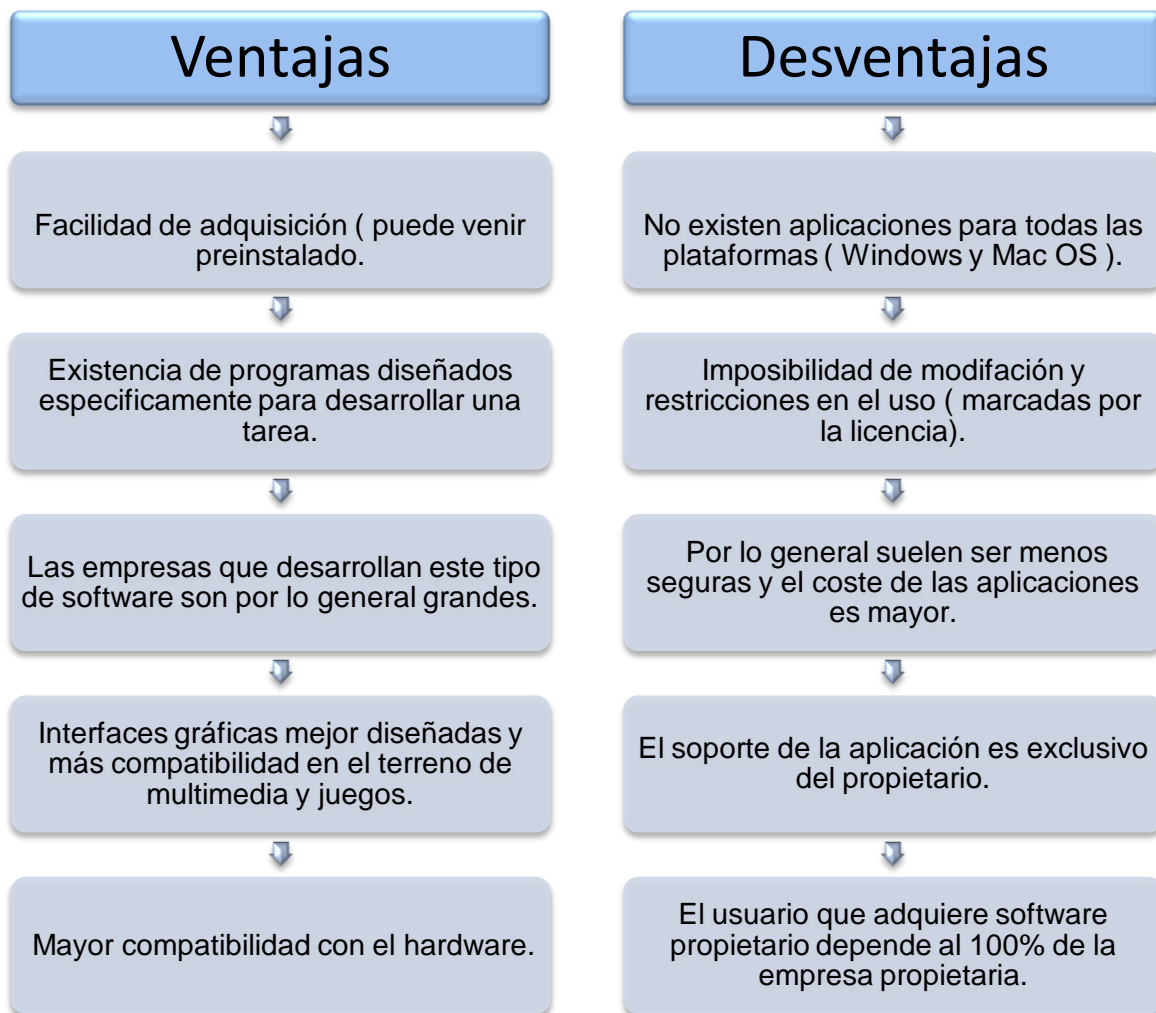 Ventajas
Facilidad de adquisición ( puede venir
preinstalado.
Existencia de programas diseñados
especificamente para desarrollar una
tarea.
Las empresas que desarrollan este tipo
de software son por lo general grandes.
Interfaces gráficas mejor diseñadas y
más compatibilidad en el terreno de
multimedia y juegos.
Mayor compatibilidad con el hardware.
Desventajas
No existen aplicaciones para todas las
plataformas ( Windows y Mac OS ).
Imposibilidad de modifación y
restricciones en el uso ( marcadas por
la licencia).
Por lo general suelen ser menos
seguras y el coste de las aplicaciones
es mayor.
El soporte de la aplicación es exclusivo
del propietario.
El usuario que adquiere software
propietario depende al 100% de la
empresa propietaria.